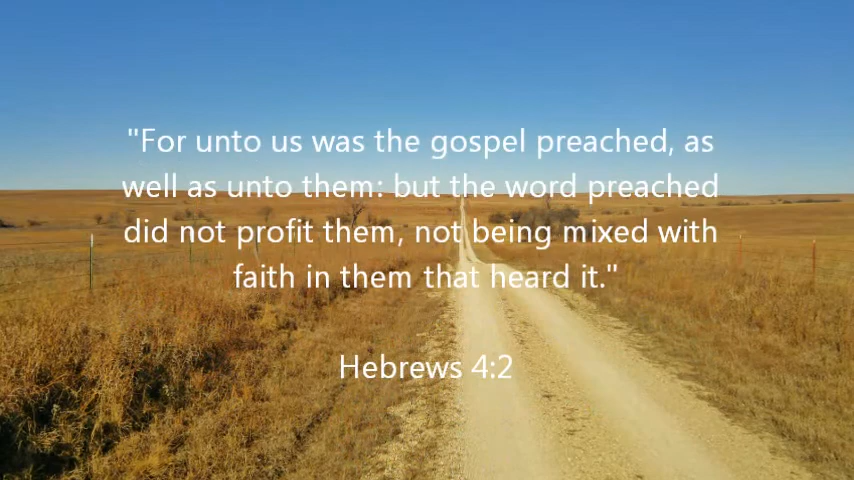 "For unto us was the gospel preached, as
well as unto them: but the word preached
did not profit them, not being mixed with
faith in them that heard it."
Hebrews 4:2